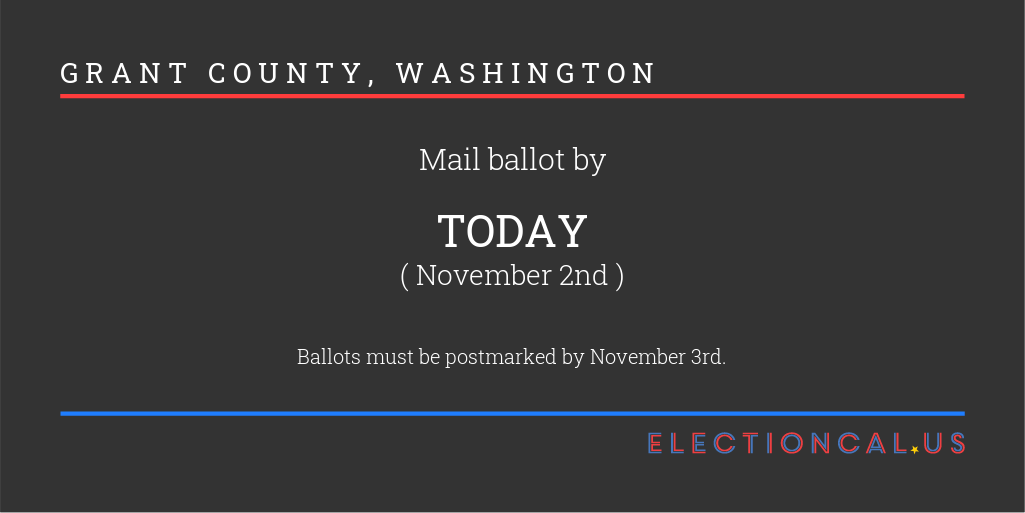 GRANT COUNTY, WASHINGTON
Mail ballot by
TODAY
( November 2nd )
Ballots must be postmarked by November 3rd.
ELECTIONCAL.US